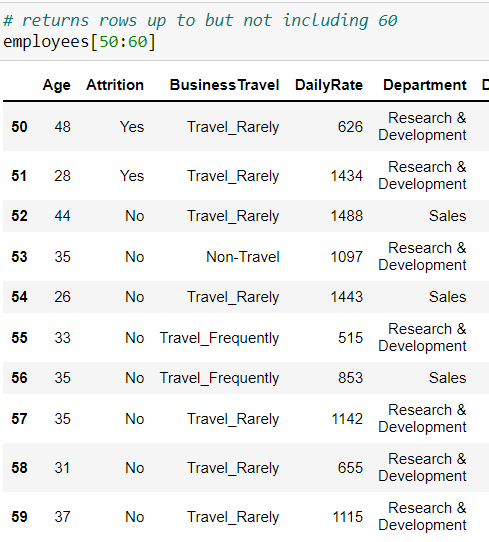 # returns rows up to but not including 60
employees[50:60]
Age Attrition BusinessTravel DailyRate Department
50 48 Yes Travel_Rarely 626 Research &
Development
51 28 Yes Travel_Rarely 1434 Research &
Development
52 44 No Travel_Rarely 1488 Sales
53 35 No Non-Travel 1097 Research &
Development
54 26 No Travel_Rarely 1443 Sales
55 33 No Travel_Frequently 515 Research &
Development
56 35 No Travel_Frequently 853 Sales
57 35 No Travel_Rarely 1142 Research &
Development
58 31 No Travel_Rarely 655 Research &
Development
59 37 No Travel_Rarely 1115 Research &
Development